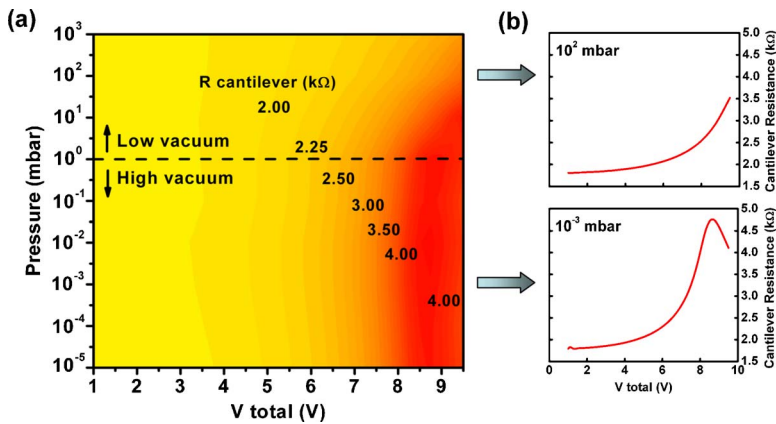 (a)
Pressure (mbar)
10³
10²
10¹
10⁰
10⁻¹
10⁻²
10⁻³
10⁻⁴
10⁻⁵
R cantilever (kΩ)
2.00
Low vacuum
2.25
High vacuum
2.50
3.00
3.50
4.00
4.00
1 2 3 4 5 6 7 8 9
V total (V)
(b)
10² mbar
5.0
4.5
4.0
3.5
3.0
2.5
2.0
1.5
Cantilever Resistance (kΩ)
10⁻³ mbar
5.0
4.5
4.0
3.5
3.0
2.5
2.0
1.5
Cantilever Resistance (kΩ)
0 2 4 6 8 10
V total (V)